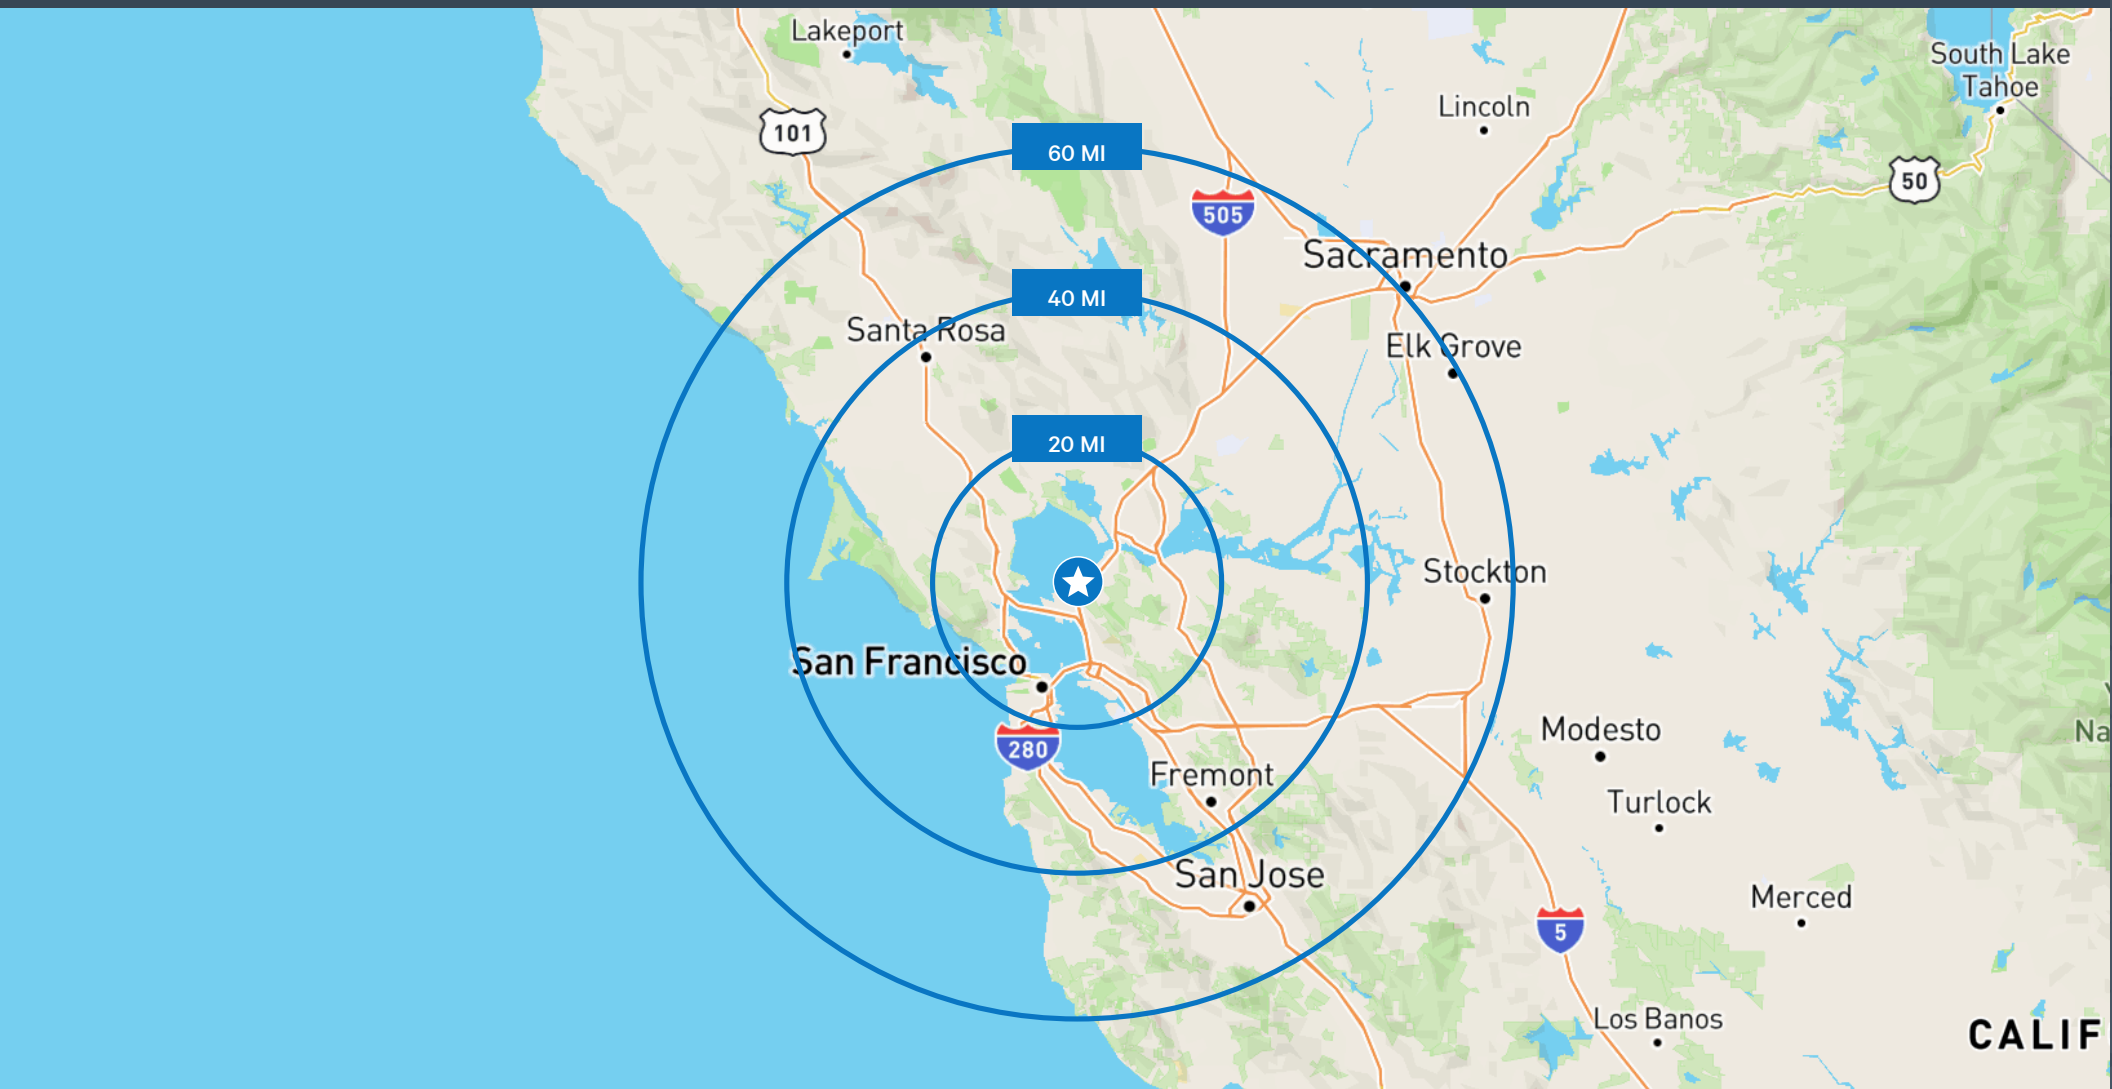 Lakeport
South Lake
Tahoe
Lincoln
101
60 MI
50
505
Sacramento
40 MI
Santa Rosa
Elk Grove
20 MI
Stockton
San Francisco
Modesto
Na
280
Fremont
Turlock
San Jose
Merced
5
Los Banos
CALIF